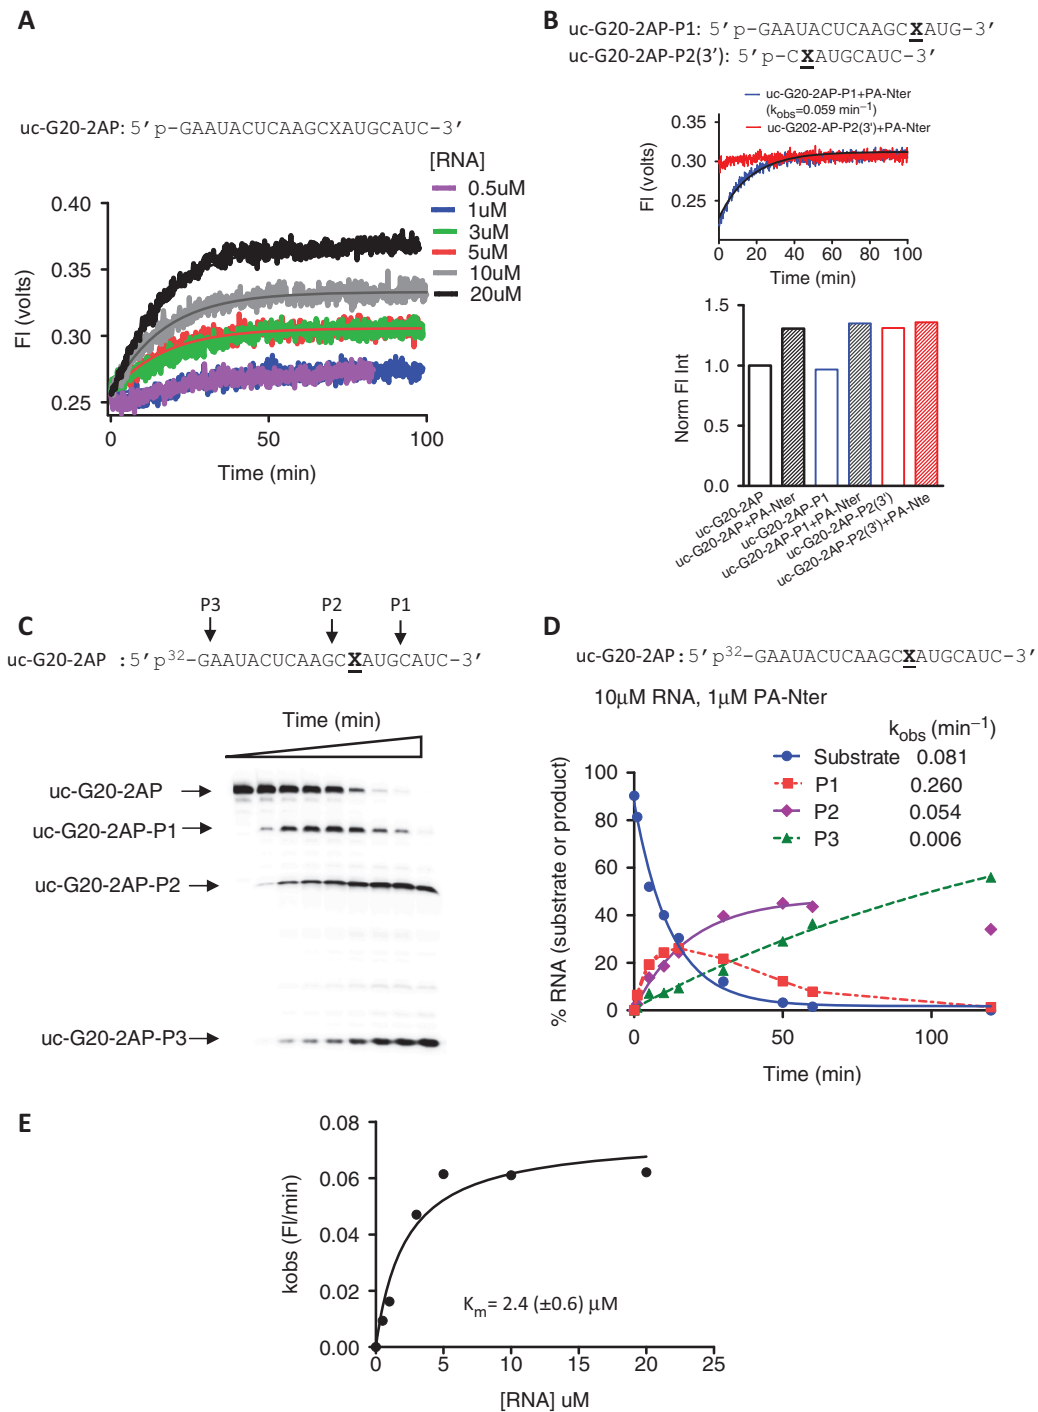 A
uc-G20-2AP: 5′p-GAAUACUCAAGCXAUGCAUC-3′
[RNA]
0.5uM
1uM
3uM
5uM
10uM
20uM
0.40
0.35
0.30
0.25
FI (volts)
0
50
100
Time (min)
B
uc-G20-2AP-P1: 5′p-GAAUACUCAAGCXAUG-3′
uc-G20-2AP-P2(3′): 5′p-CXAUGCAUC-3′
uc-G20-2AP-P1+PA-Nter
(kobs=0.059 min−1)
uc-G202-AP-P2(3′)+PA-Nter
0.35
0.30
0.25
FI (volts)
0 20 40 60 80 100
Time (min)
1.5
1.0
0.5
0.0
Norm FI Int
uc-G20-2AP
uc-G20-2AP+PA-Nter
uc-G20-2AP-P1
uc-G20-2AP-P1+PA-Nter
uc-G20-2AP-P2(3′)
uc-G20-2AP-P2(3′)+PA-Nte
C
P3 P2 P1
uc-G20-2AP :5′p32-GAAUACUCAAGCXAUGCAUC-3′
Time (min)
uc-G20-2AP
uc-G20-2AP-P1
uc-G20-2AP-P2
uc-G20-2AP-P3
D
uc-G20-2AP:5′p32-GAAUACUCAAGCXAUGCAUC-3′
10μM RNA, 1μM PA-Nter
kobs (min−1)
Substrate 0.081
P1 0.260
P2 0.054
P3 0.006
100
80
60
40
20
0
% RNA (substrate or product)
0 50 100
Time (min)
E
0.08
0.06
0.04
0.02
0.00
kobs (FI/min)
Km= 2.4 (±0.6) μM
0 5 10 15 20 25
[RNA] uM